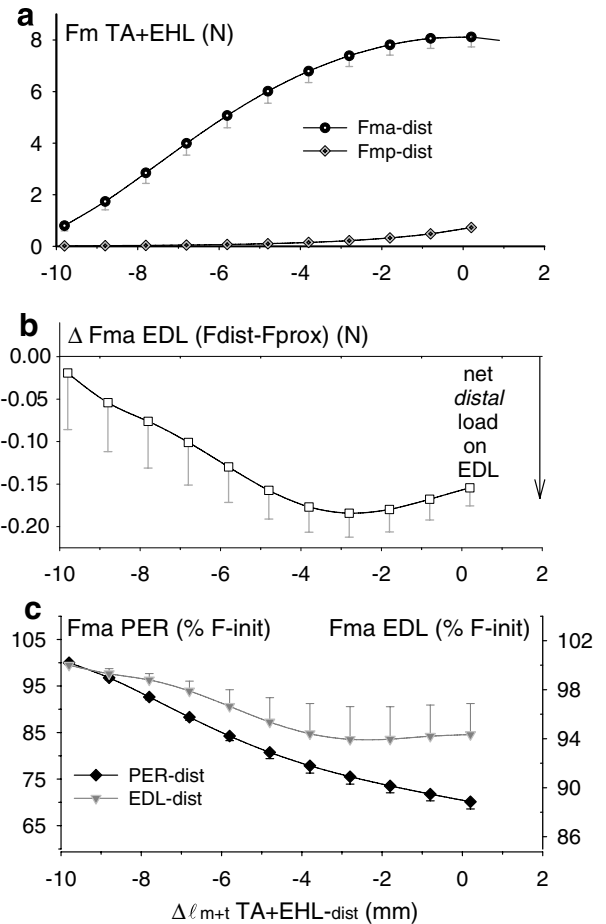 a
Fm TA+EHL (N)
8
6
4
2
0
Fma-dist
Fmp-dist
-10 -8 -6 -4 -2 0 2
b
Δ Fma EDL (Fdist-Fprox) (N)
0.00
-0.05
-0.10
-0.15
-0.20
net
distal
load
on
EDL
-10 -8 -6 -4 -2 0 2
c
Fma PER (% F-init) Fma EDL (% F-init)
105
95
85
75
65
102
98
94
90
86
PER-dist
EDL-dist
-10 -8 -6 -4 -2 0 2
Δℓm+t TA+EHL-dist (mm)